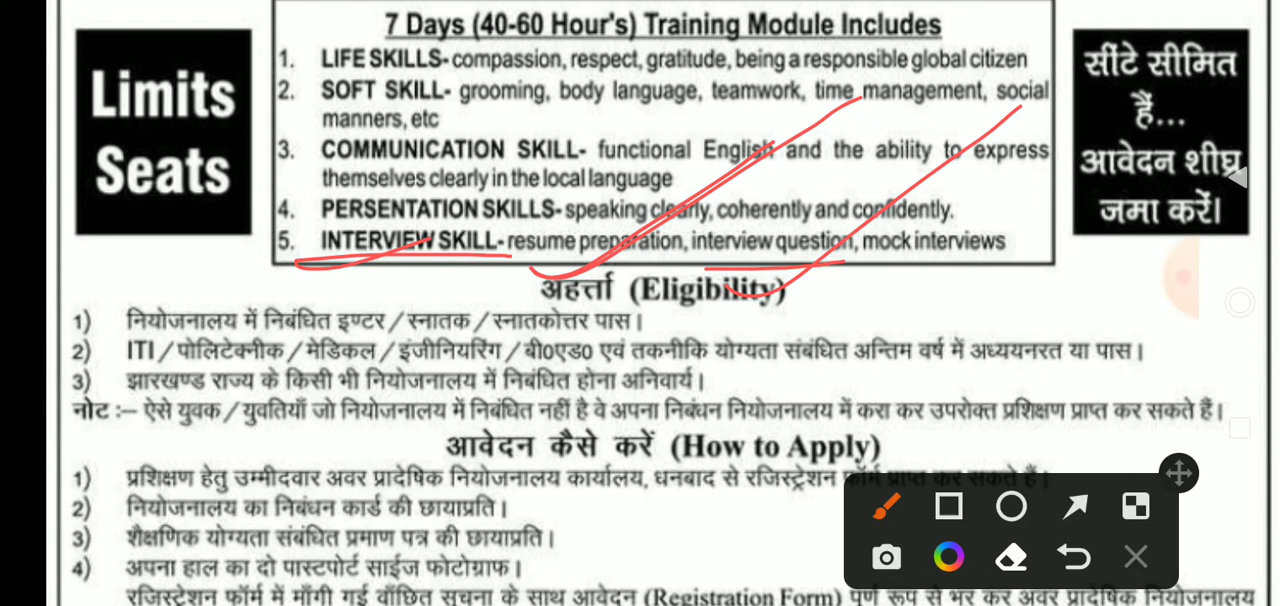 7 Days (40-60 Hour's) Training Module Includes
Limits
Seats
1. LIFE SKILLS- compassion, respect, gratitude, being a responsible global citizen
2. SOFT SKILL- grooming, body language, teamwork, time management, social
manners, etc
3. COMMUNICATION SKILL- functional English and the ability to express
themselves clearly in the local language
4. PERSENTATION SKILLS- speaking clearly, coherently and confidently.
5. INTERVIEW SKILL- resume preparation, interview question, mock interviews
सींटे सीमित
हैं...
आवेदन शीघ्र
जमा करें।
अहर्त्ता (Eligibility)
1) नियोजनालय में निबंधित इण्टर/स्नातक/स्नातकोत्तर पास।
2) ITI/पोलिटेक्नीक/मेडिकल/इंजीनियरिंग/बी०एड० एवं तकनीकि योग्यता संबंधित अन्तिम वर्ष में अध्ययनरत या पास।
3) झारखण्ड राज्य के किसी भी नियोजनालय में निबंधित होना अनिवार्य।
नोट :– ऐसे युवक/युवतियाँ जो नियोजनालय में निबंधित नहीं है वे अपना निबंधन नियोजनालय में करा कर उपरोक्त प्रशिक्षण प्राप्त कर सकते हैं।
आवेदन कैसे करें (How to Apply)
1) प्रशिक्षण हेतु उम्मीदवार अवर प्रादेषिक नियोजनालय कार्यालय, धनबाद से रजिस्ट्रेशन फॉर्म प्राप्त कर सकते हैं।
2) नियोजनालय का निबंधन कार्ड की छायाप्रति।
3) शैक्षणिक योग्यता संबंधित प्रमाण पत्र की छायाप्रति।
4) अपना हाल का दो पास्टपोर्ट साईज फोटोग्राफ।
रजिस्ट्रेशन फॉर्म में माँगी गई वाँछित सूचना के साथ आवेदन (Registration Form) पूर्ण रूप से भर कर अवर प्रादेषिक नियोजनालय